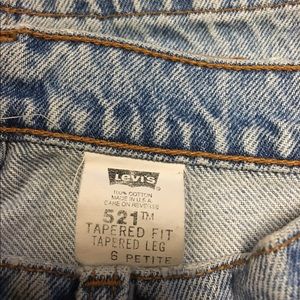 Levi's
100% COTTON
MADE IN U.S.A
CARE ON REVERSE
521™
TAPERED FIT
TAPERED LEG
6 PETITE